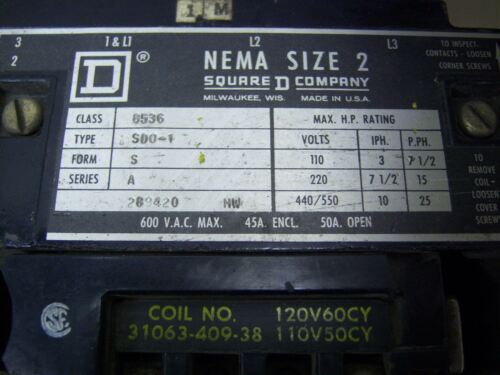 1 M
3 1 & L1 L2 L3
2
D ®
NEMA SIZE 2
SQUARE D COMPANY
MILWAUKEE, WIS. MADE IN U.S.A.
TO INSPECT
CONTACTS - LOOSEN
CORNER SCREWS
CLASS 8536
TYPE SDO-1
FORM S
SERIES A
289420 HW
MAX. H.P. RATING
VOLTS 1PH. P.PH.
110 3 7 1/2
220 7 1/2 15
440/550 10 25
TO
REMOVE
COIL-
LOOSEN
COVER
SCREWS
600 V.A.C. MAX. 45A. ENCL. 50A. OPEN
COIL NO. 120V60CY
31063-409-38 110V50CY